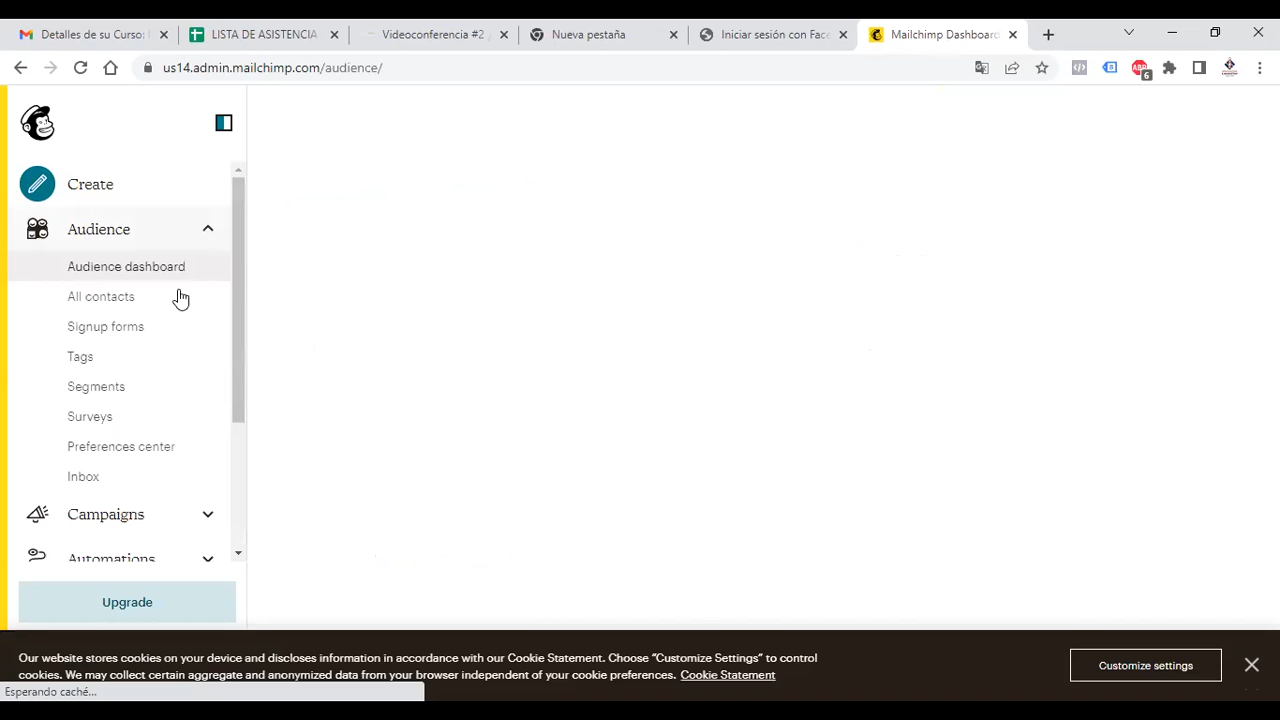 Detalles de su Curso:
LISTA DE ASISTENCIA
Videoconferencia #2
Nueva pestaña
Iniciar sesión con Face
Mailchimp Dashboard
us14.admin.mailchimp.com/audience/
ABP
6
Create
Audience
Audience dashboard
All contacts
Signup forms
Tags
Segments
Surveys
Preferences center
Inbox
Campaigns
Automations
Upgrade
Our website stores cookies on your device and discloses information in accordance with our Cookie Statement. Choose “Customize Settings” to control
cookies. We may collect certain aggregate and anonymized data from your browser independent of your cookie preferences. Cookie Statement
Customize settings
Esperando caché...